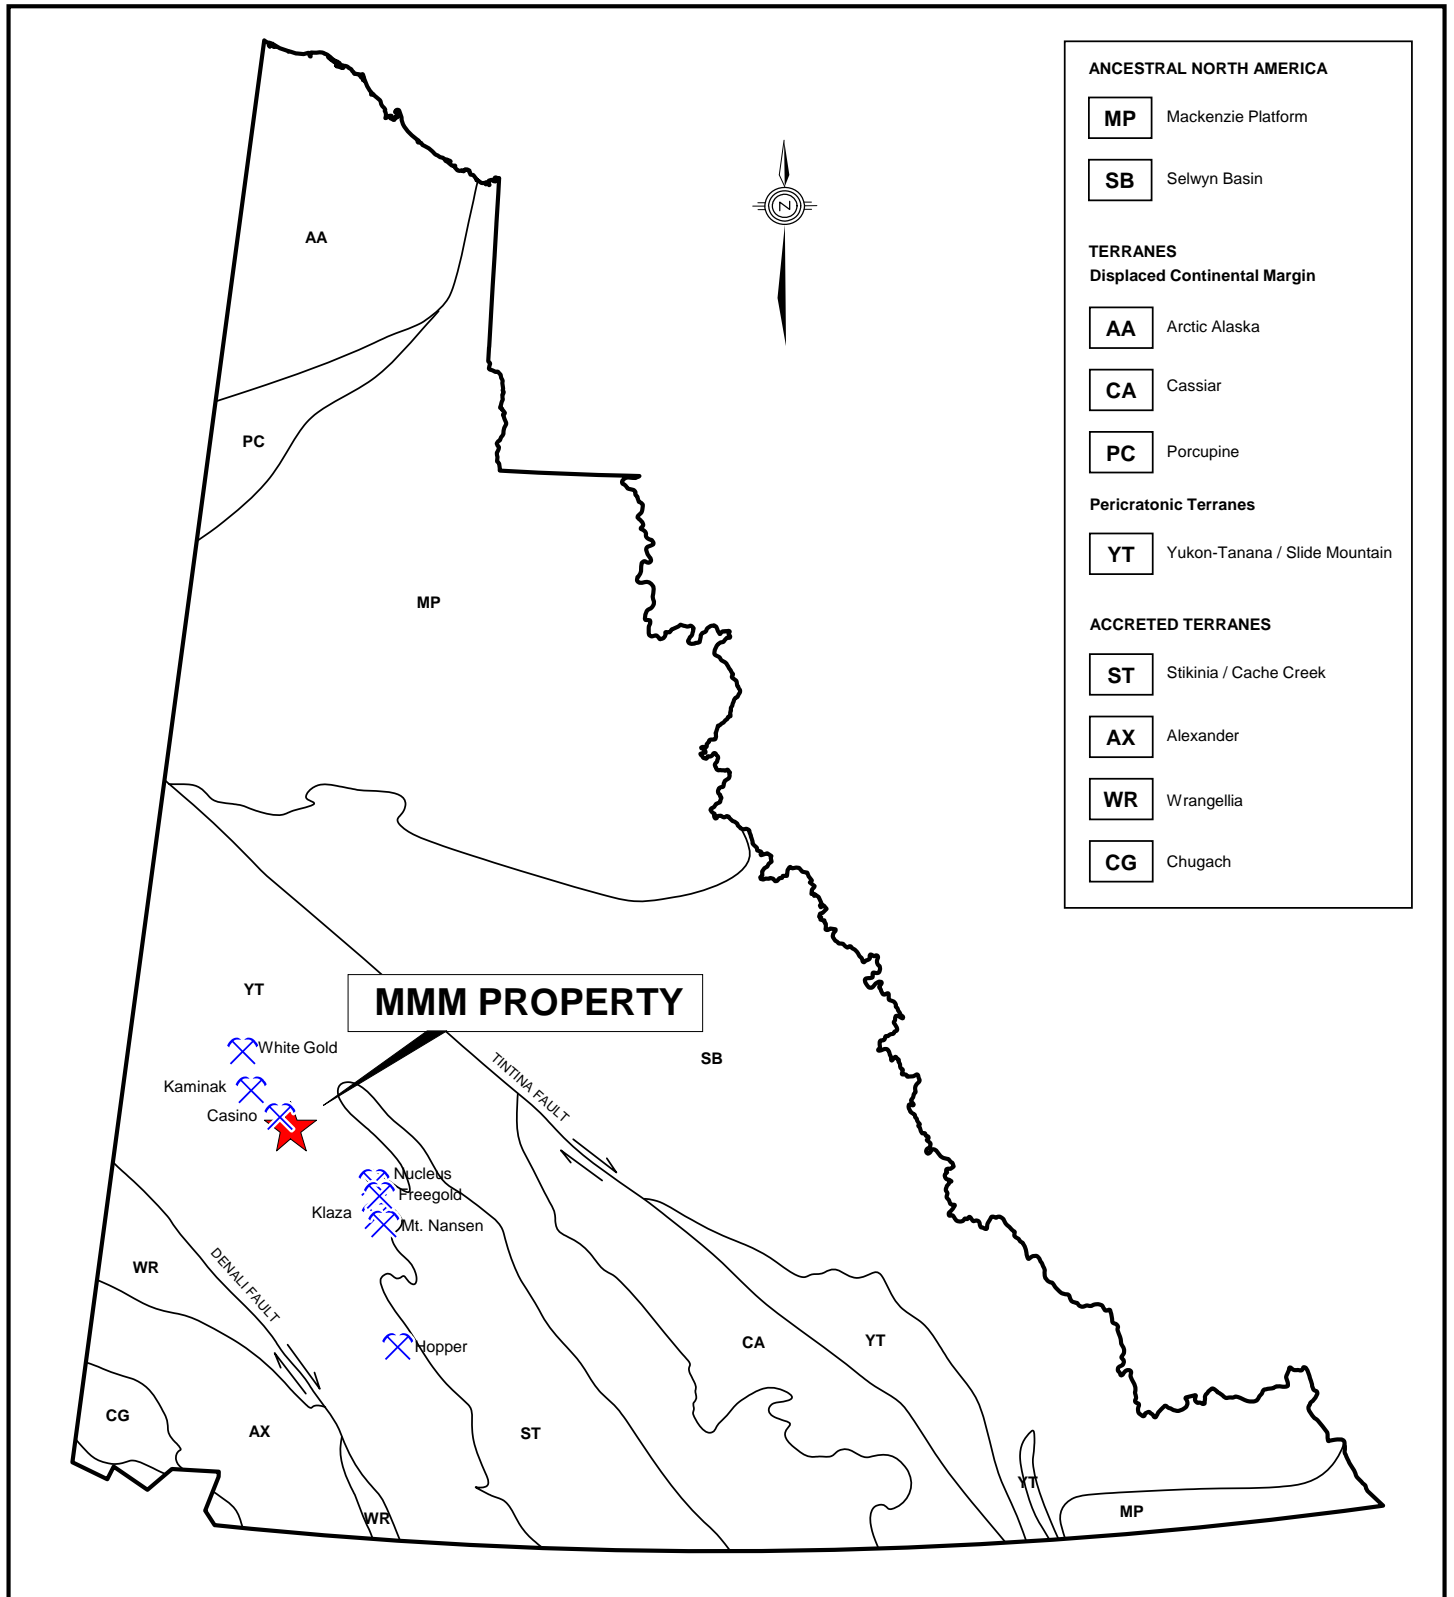 ANCESTRAL NORTH AMERICA
MP Mackenzie Platform
SB Selwyn Basin
TERRANES
Displaced Continental Margin
AA Arctic Alaska
CA Cassiar
PC Porcupine
Pericratonic Terranes
YT Yukon-Tanana / Slide Mountain
ACCRETED TERRANES
ST Stikinia / Cache Creek
AX Alexander
WR Wrangellia
CG Chugach
N
AA
PC
MP
YT
MMM PROPERTY
White Gold
SB
TINTINA FAULT
Kaminak
Casino
Nucleus
Freegold
Klaza
Mt. Nansen
WR
DENALI FAULT
Hopper
CA
YT
CG
AX
ST
YT
WR
MP